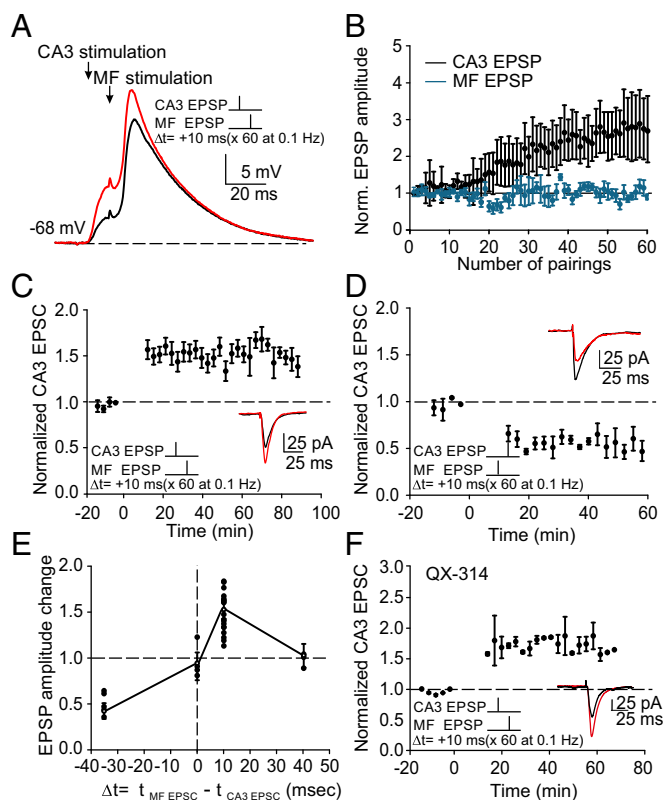 A
CA3 stimulation
MF stimulation
CA3 EPSP
MF EPSP
Δt= +10 ms(x 60 at 0.1 Hz)
5 mV
20 ms
-68 mV
B
Norm. EPSP amplitude
5
4
3
2
1
0
CA3 EPSP
MF EPSP
0 10 20 30 40 50 60
Number of pairings
C
Normalized CA3 EPSC
2.0
1.5
1.0
0.5
0.0
CA3 EPSP
MF EPSP
Δt= +10 ms(x 60 at 0.1 Hz)
25 pA
25 ms
-20 0 20 40 60 80 100
Time (min)
D
Normalized CA3 EPSC
2.0
1.5
1.0
0.5
0.0
25 pA
25 ms
CA3 EPSP
MF EPSP
Δt= +10 ms(x 60 at 0.1 Hz)
-20 0 20 40 60
Time (min)
E
EPSP amplitude change
2.0
1.5
1.0
0.5
0.0
-40 -30 -20 -10 0 10 20 30 40 50
Δt= t MF EPSC - t CA3 EPSC (msec)
F
QX-314
Normalized CA3 EPSC
3.0
2.5
2.0
1.5
1.0
0.5
0.0
CA3 EPSP
MF EPSP
Δt= +10 ms(x 60 at 0.1 Hz)
25 pA
25 ms
-20 0 20 40 60 80
Time (min)